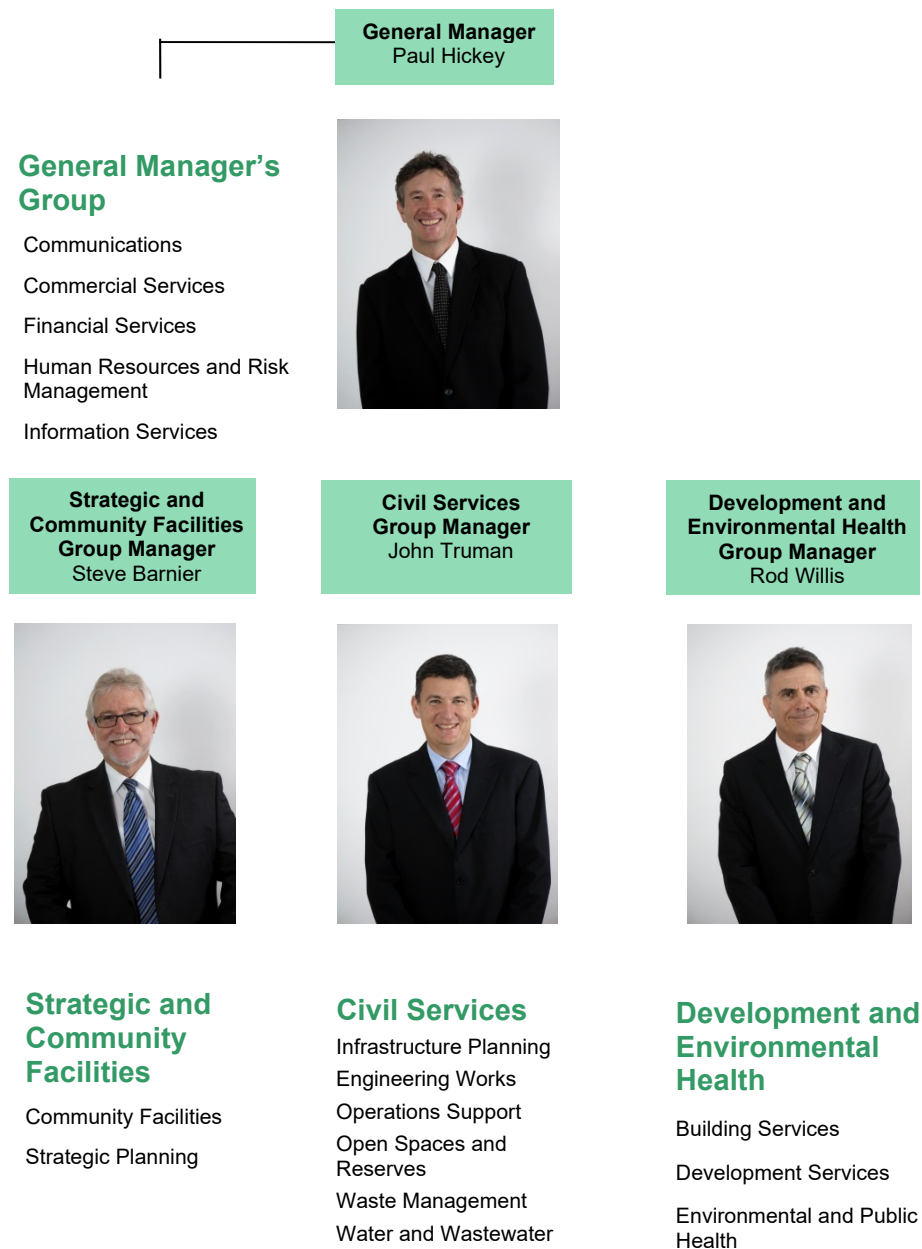 General Manager
Paul Hickey
General Manager’s
Group
Communications
Commercial Services
Financial Services
Human Resources and Risk
Management
Information Services
Strategic and
Community Facilities
Group Manager
Steve Barnier
Civil Services
Group Manager
John Truman
Development and
Environmental Health
Group Manager
Rod Willis
Strategic and
Community
Facilities
Community Facilities
Strategic Planning
Civil Services
Infrastructure Planning
Engineering Works
Operations Support
Open Spaces and
Reserves
Waste Management
Water and Wastewater
Development and
Environmental
Health
Building Services
Development Services
Environmental and Public
Health